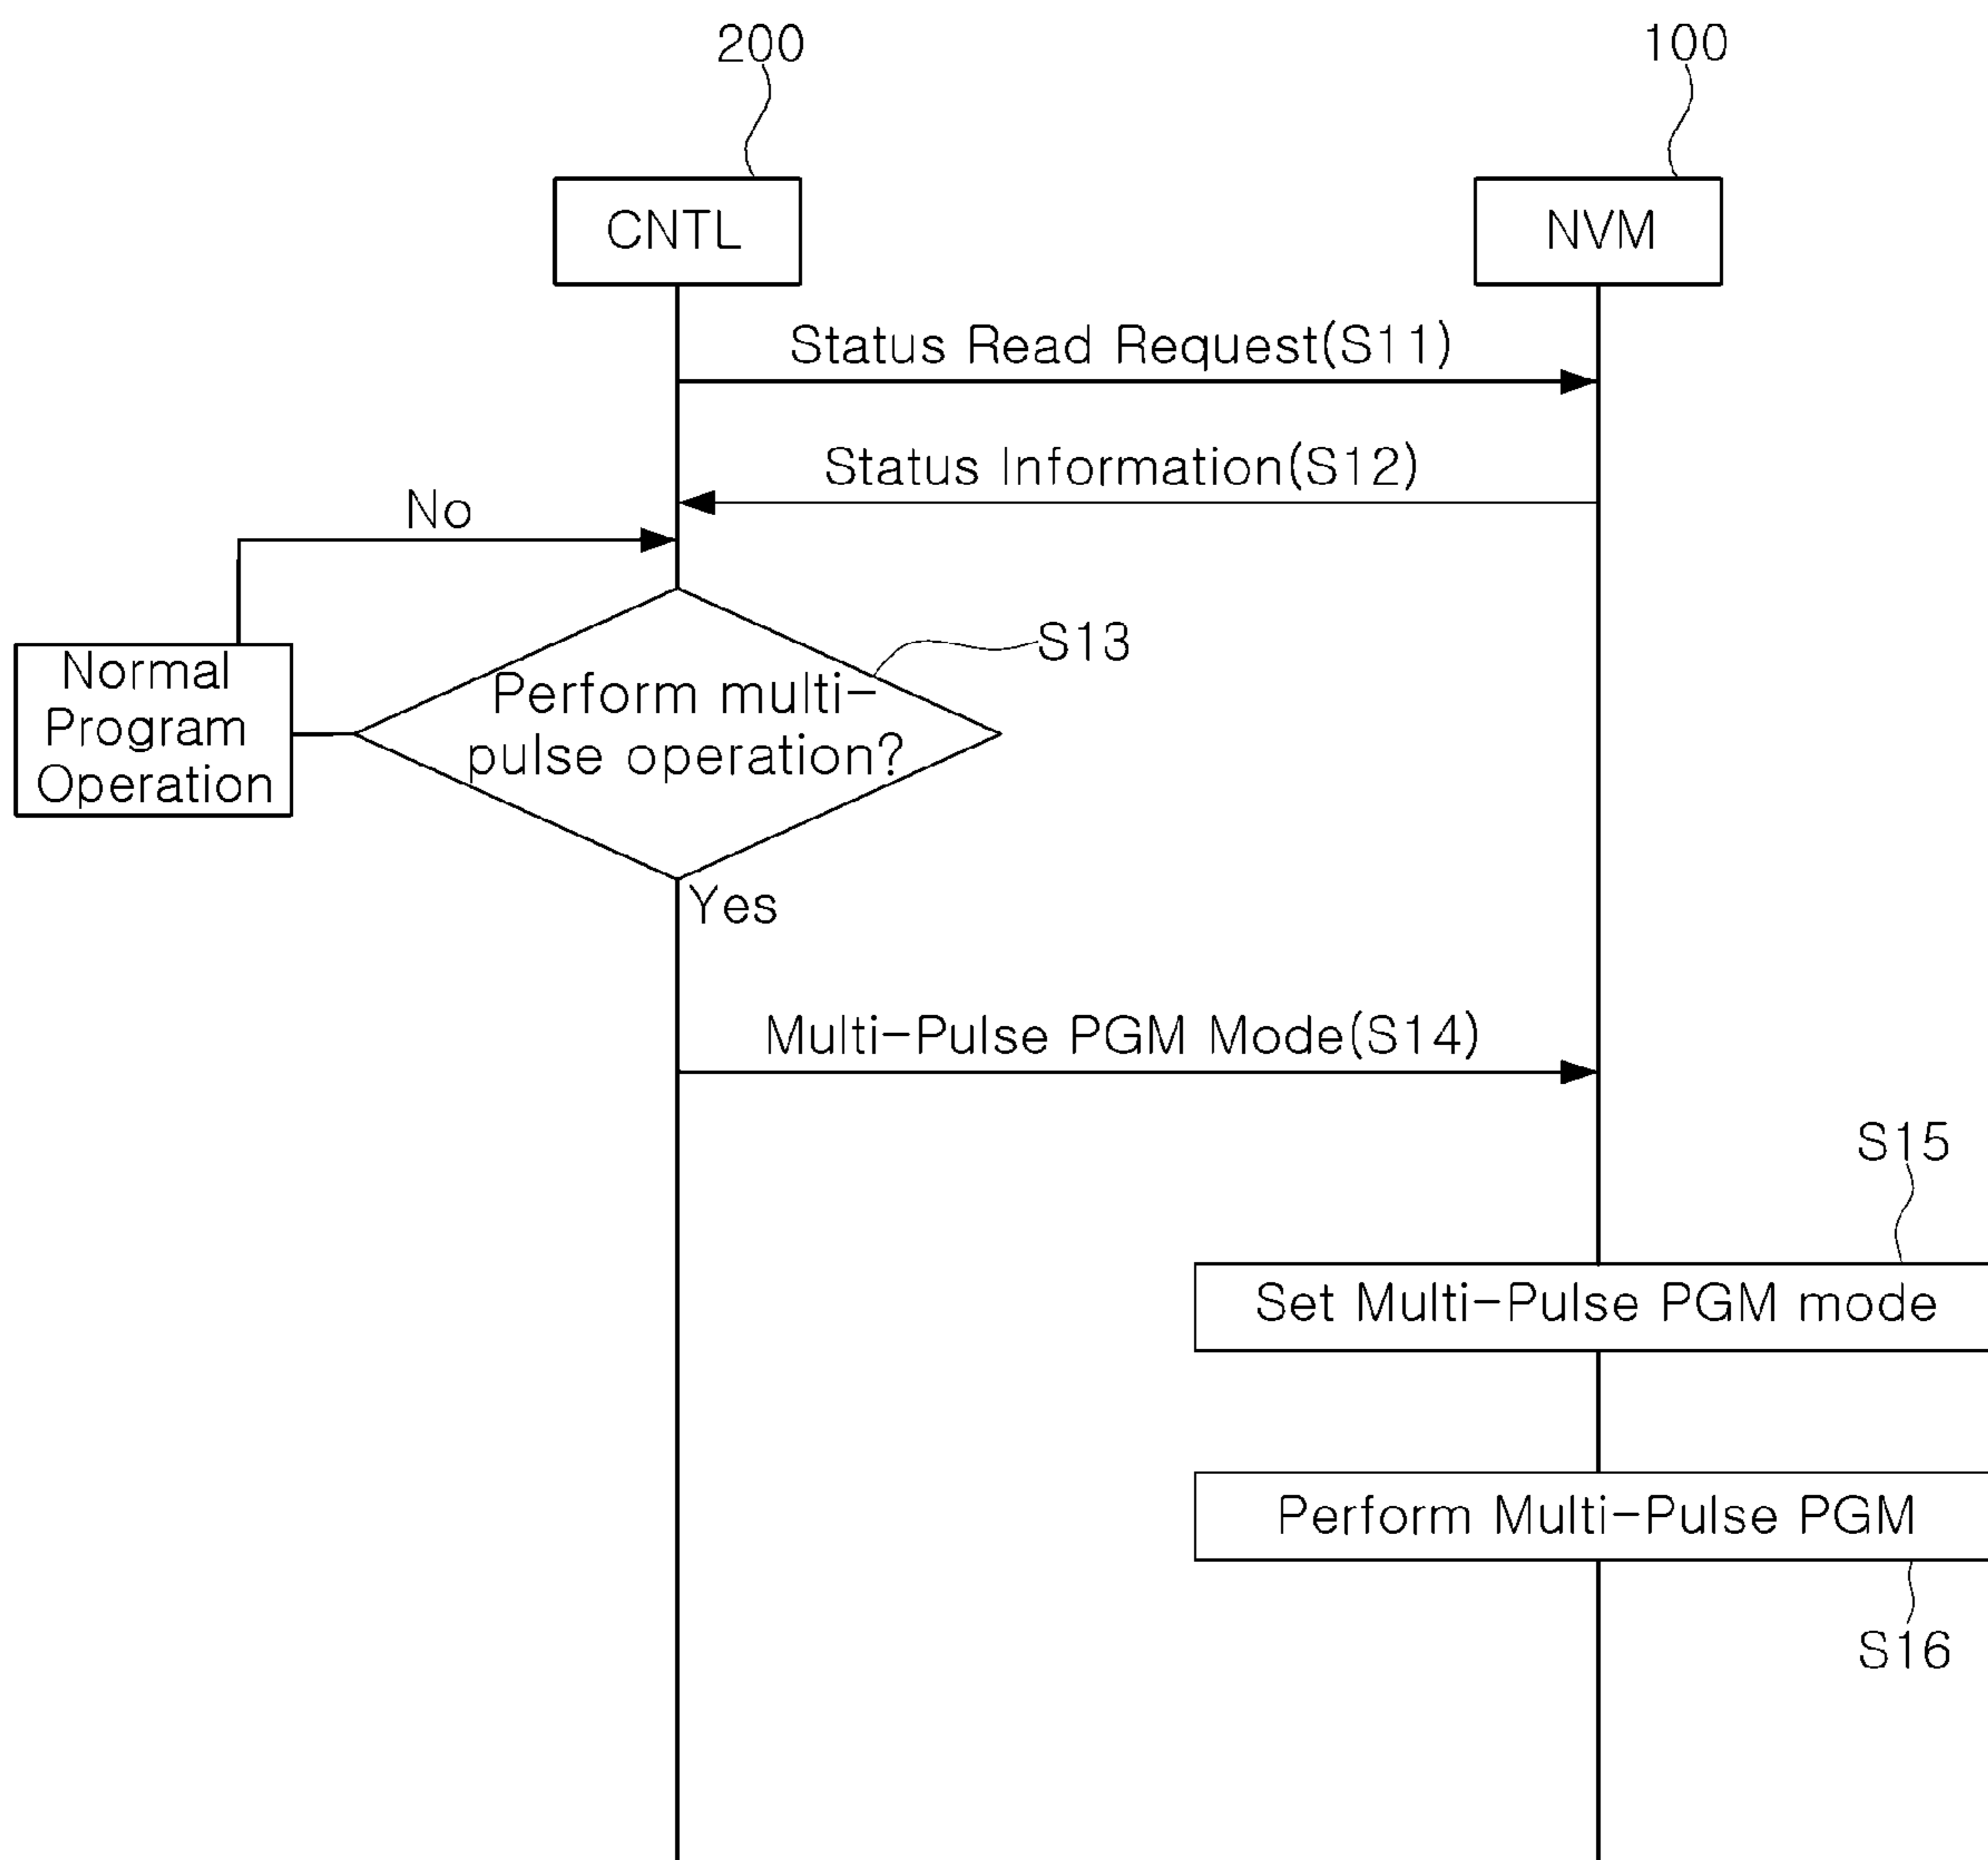 200
100
CNTL
NVM
Status Read Request(S11)
Status Information(S12)
No
S13
Normal
Program
Operation
Perform multi-
pulse operation?
Yes
Multi-Pulse PGM Mode(S14)
S15
Set Multi-Pulse PGM mode
Perform Multi-Pulse PGM
S16